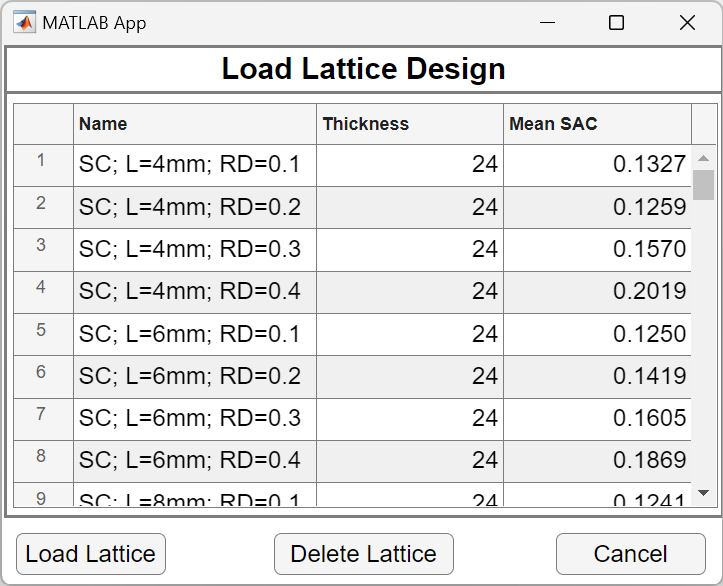 MATLAB App
Load Lattice Design
Name Thickness Mean SAC
1 SC; L=4mm; RD=0.1 24 0.1327
2 SC; L=4mm; RD=0.2 24 0.1259
3 SC; L=4mm; RD=0.3 24 0.1570
4 SC; L=4mm; RD=0.4 24 0.2019
5 SC; L=6mm; RD=0.1 24 0.1250
6 SC; L=6mm; RD=0.2 24 0.1419
7 SC; L=6mm; RD=0.3 24 0.1605
8 SC; L=6mm; RD=0.4 24 0.1869
9 SC; L=8mm; RD=0.1 24 0.1241
Load Lattice Delete Lattice Cancel